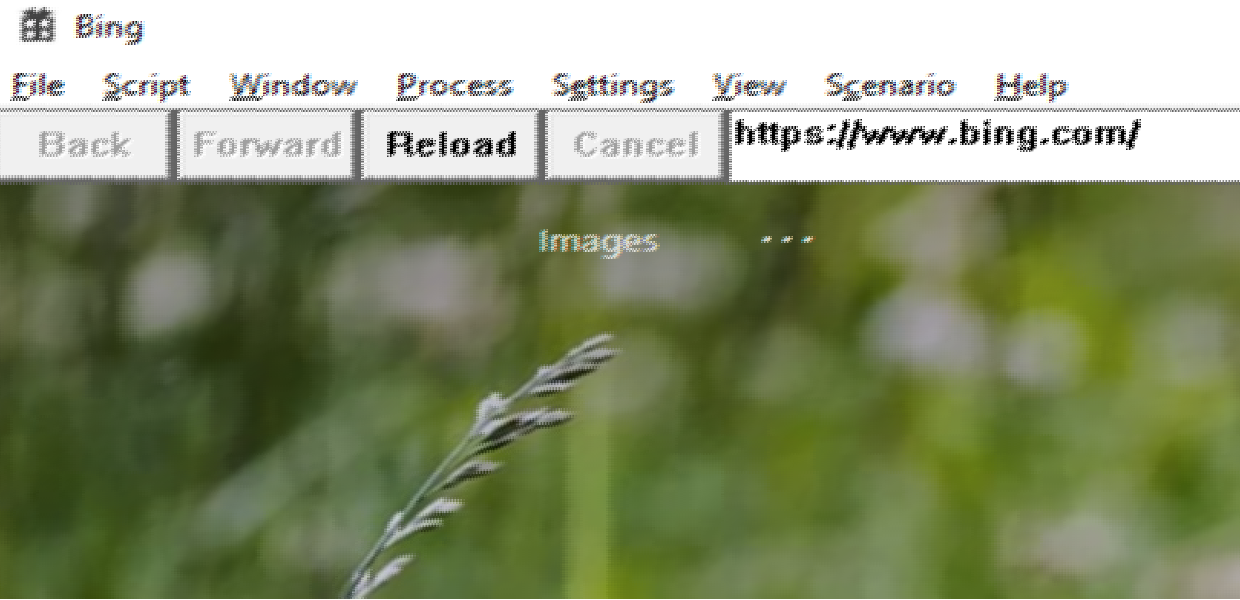 Bing
File Script Window Process Settings View Scenario Help
Back Forward Reload Cancel https://www.bing.com/
Images ...